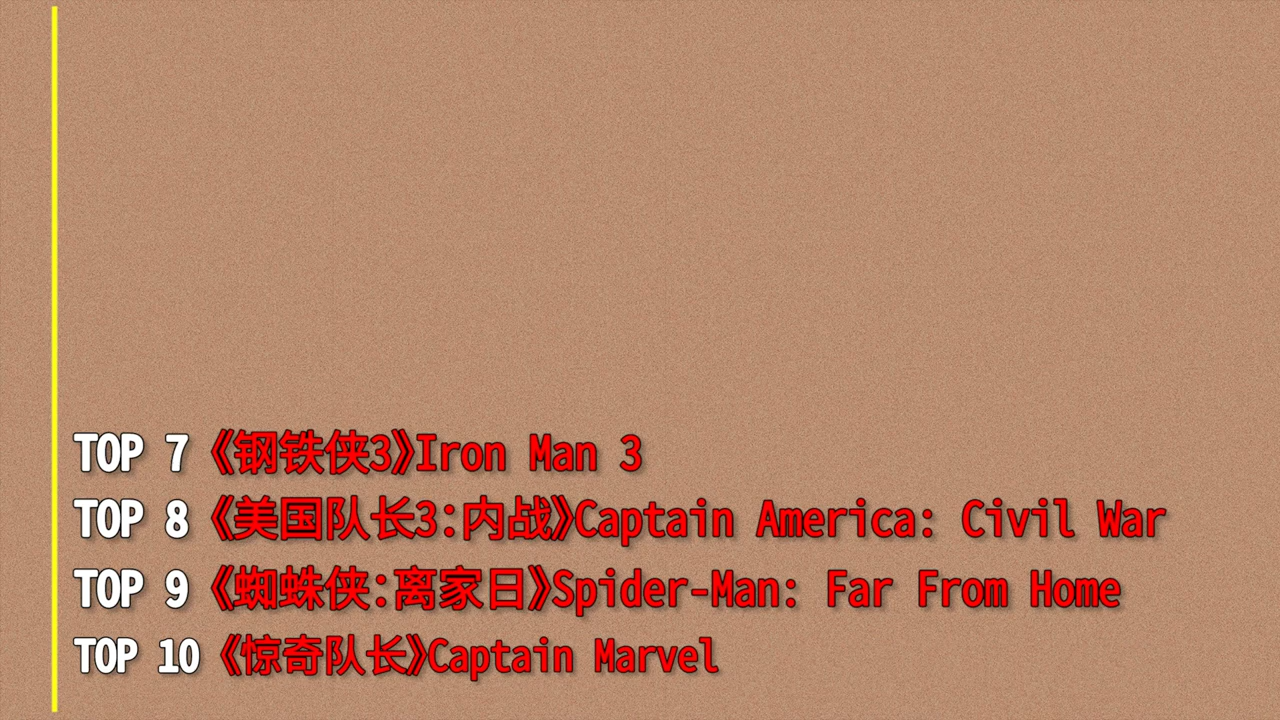 TOP 7 《钢铁侠3》Iron Man 3
TOP 8 《美国队长3:内战》Captain America: Civil War
TOP 9 《蜘蛛侠:离家日》Spider-Man: Far From Home
TOP 10 《惊奇队长》Captain Marvel